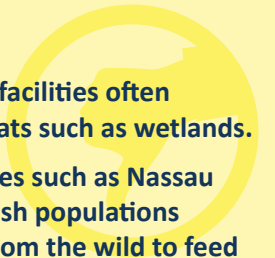 facilities often
ats such as wetlands.
es such as Nassau
sh populations
om the wild to feed